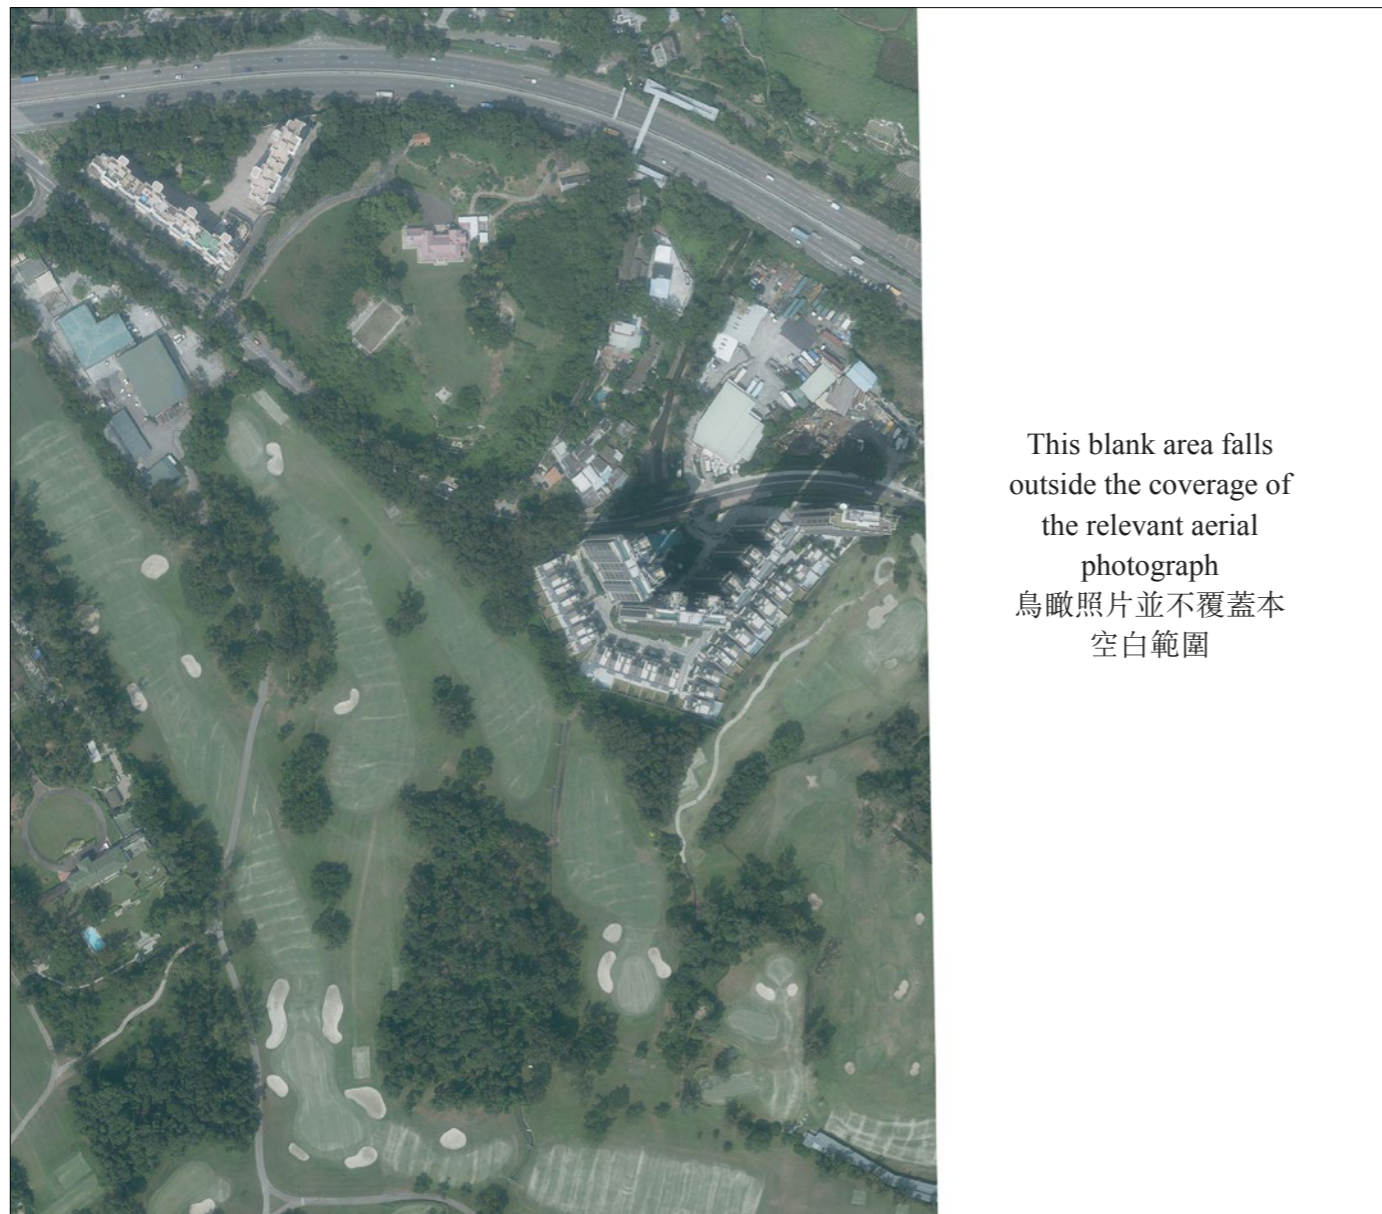 This blank area falls
outside the coverage of
the relevant aerial
photograph
鳥瞰照片並不覆蓋本
空白範圍